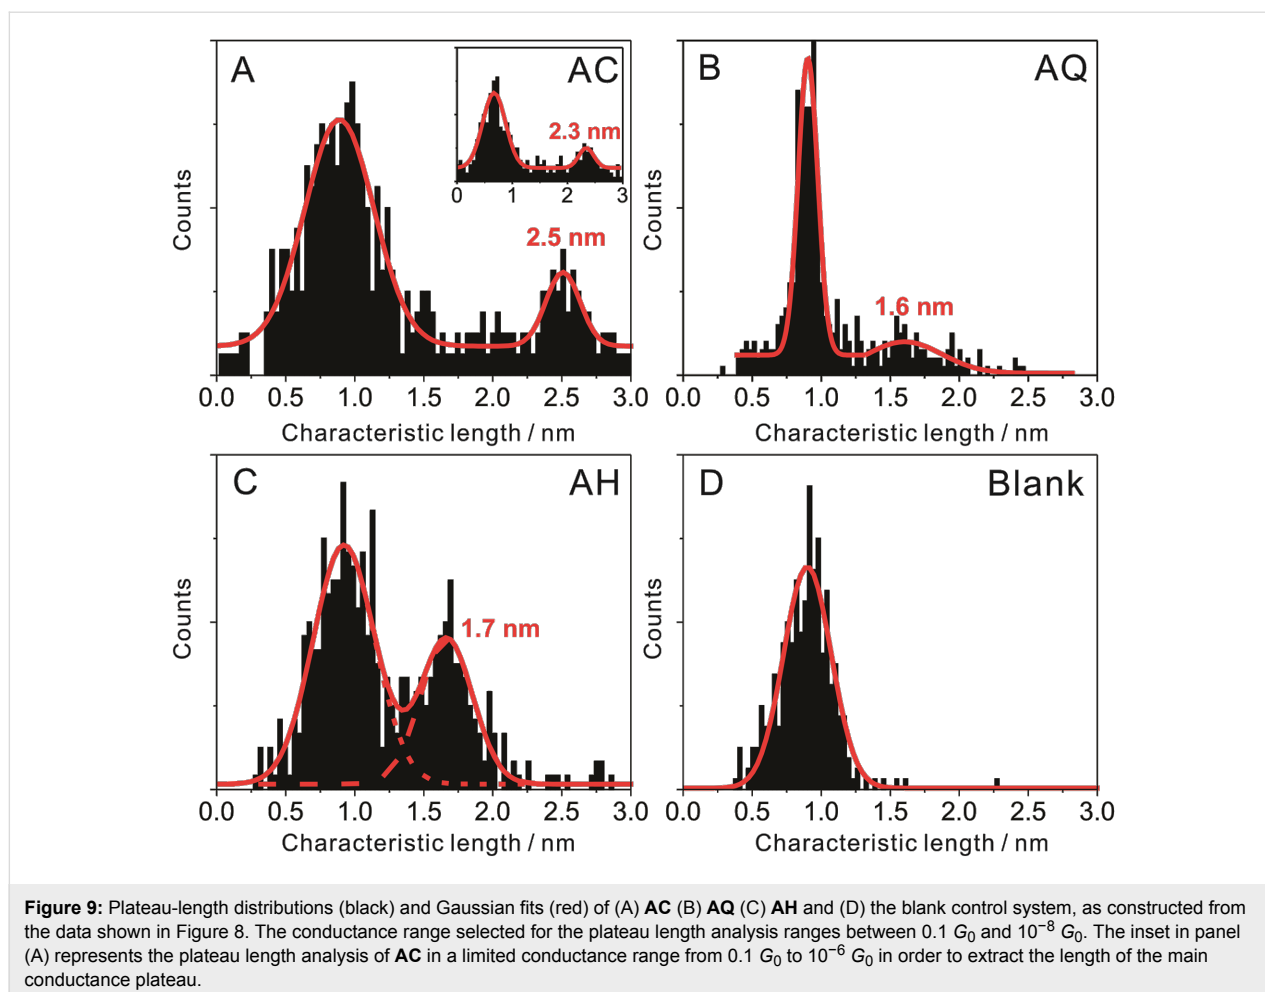 A
AC
2.3 nm
0 1 2 3
2.5 nm
Counts
0.0 0.5 1.0 1.5 2.0 2.5 3.0
Characteristic length / nm
B
AQ
1.6 nm
Counts
0.0 0.5 1.0 1.5 2.0 2.5 3.0
Characteristic length / nm
C
AH
1.7 nm
Counts
0.0 0.5 1.0 1.5 2.0 2.5 3.0
Characteristic length / nm
D
Blank
Counts
0.0 0.5 1.0 1.5 2.0 2.5 3.0
Characteristic length / nm
Figure 9: Plateau-length distributions (black) and Gaussian fits (red) of (A) AC (B) AQ (C) AH and (D) the blank control system, as constructed from
the data shown in Figure 8. The conductance range selected for the plateau length analysis ranges between 0.1 G₀ and 10⁻⁸ G₀. The inset in panel
(A) represents the plateau length analysis of AC in a limited conductance range from 0.1 G₀ to 10⁻⁶ G₀ in order to extract the length of the main
conductance plateau.